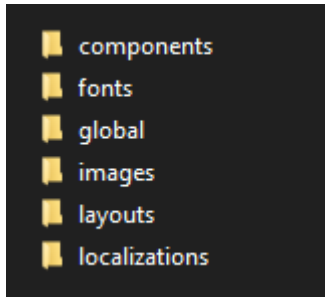 components
fonts
global
images
layouts
localizations